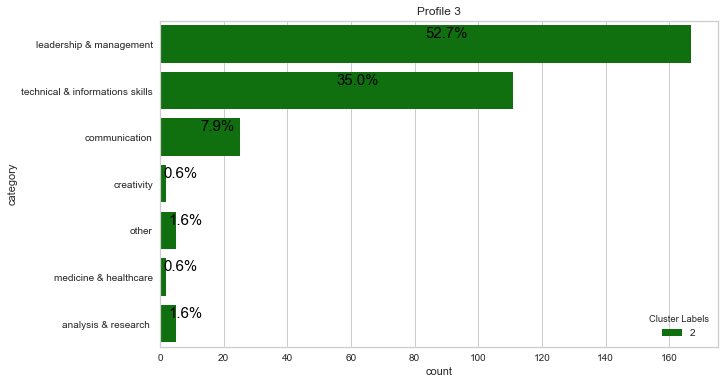 Profile 3
leadership & management
52.7%
technical & informations skills
35.0%
communication
7.9%
creativity
0.6%
other
1.6%
medicine & healthcare
0.6%
analysis & research
1.6%
category
Cluster Labels
2
0 20 40 60 80 100 120 140 160
count